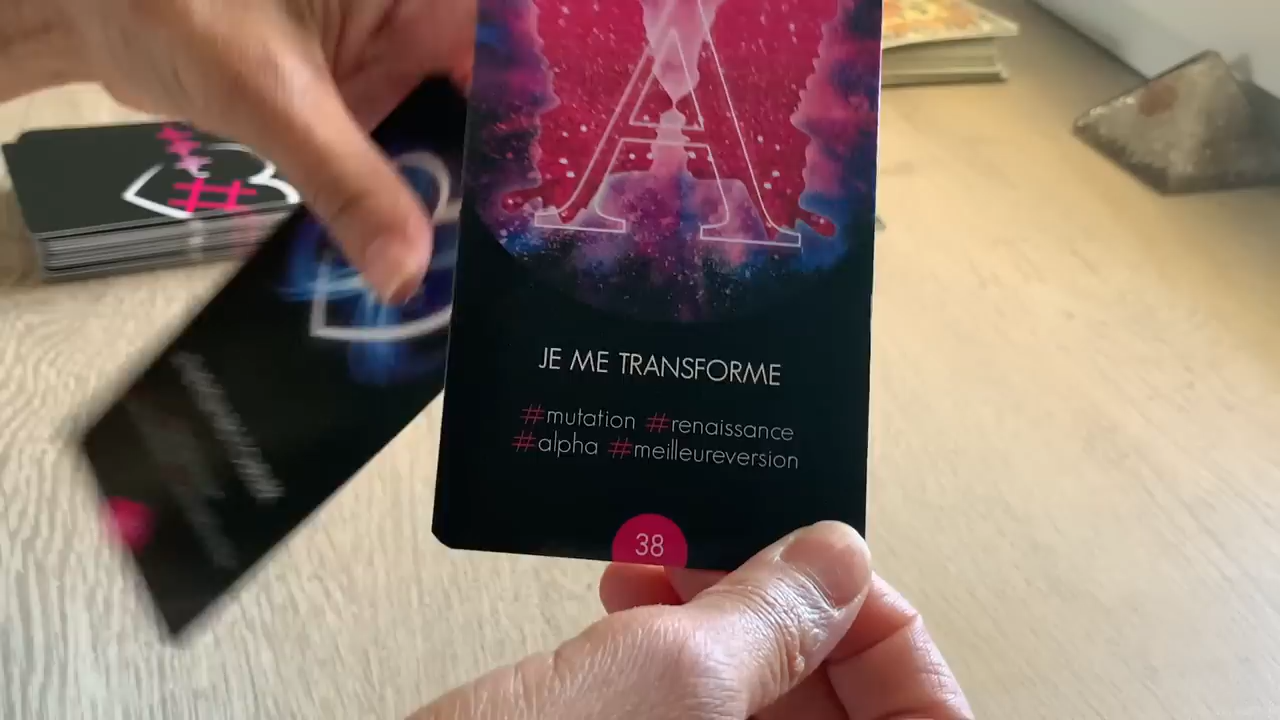 A
JE ME TRANSFORME
#mutation #renaissance
#alpha #meilleureversion
38